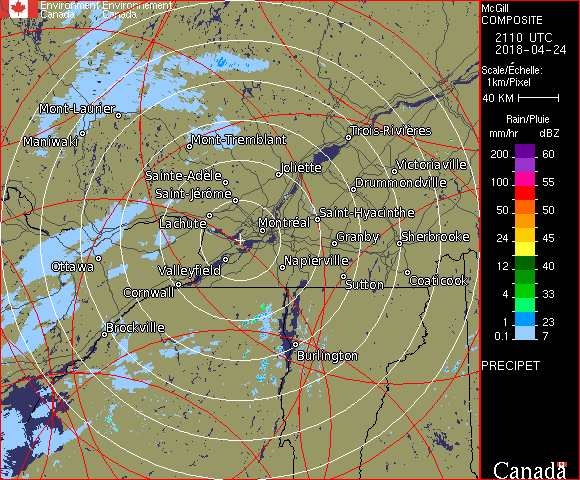 Environment Environnement
Canada Canada
McGill
COMPOSITE
2110 UTC
2018-04-24
Scale/Échelle:
1km/Pixel
40 KM
Rain/Pluie
mm/hr dBZ
200 60
100 55
50 50
24 45
12 40
4 33
1 23
0.1 7
PRECIPET
Canada
Mont-Laurier
Maniwaki
Mont-Tremblant
Trois-Rivières
Victoriaville
Joliette
Sainte-Adèle
Drummondville
Saint-Jérôme
Saint-Hyacinthe
Lachute
Montréal
Granby
Sherbrooke
Ottawa
Valleyfield
Napierville
Coaticook
Sutton
Cornwall
Brockville
Burlington